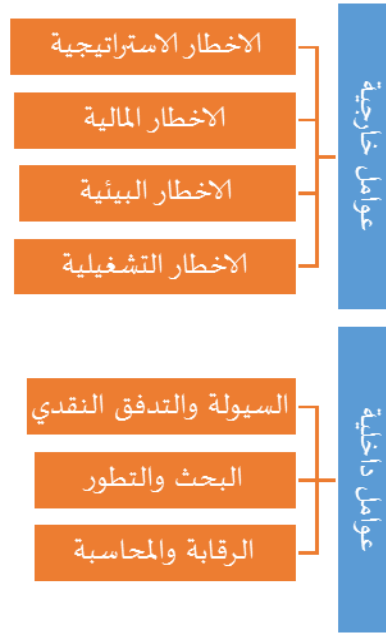 عوامل خارجية
الاخطار الاستراتيجية
الاخطار المالية
الاخطار البيئية
الاخطار التشغيلية
عوامل داخلية
السيولة والتدفق النقدي
البحث والتطور
الرقابة والمحاسبة